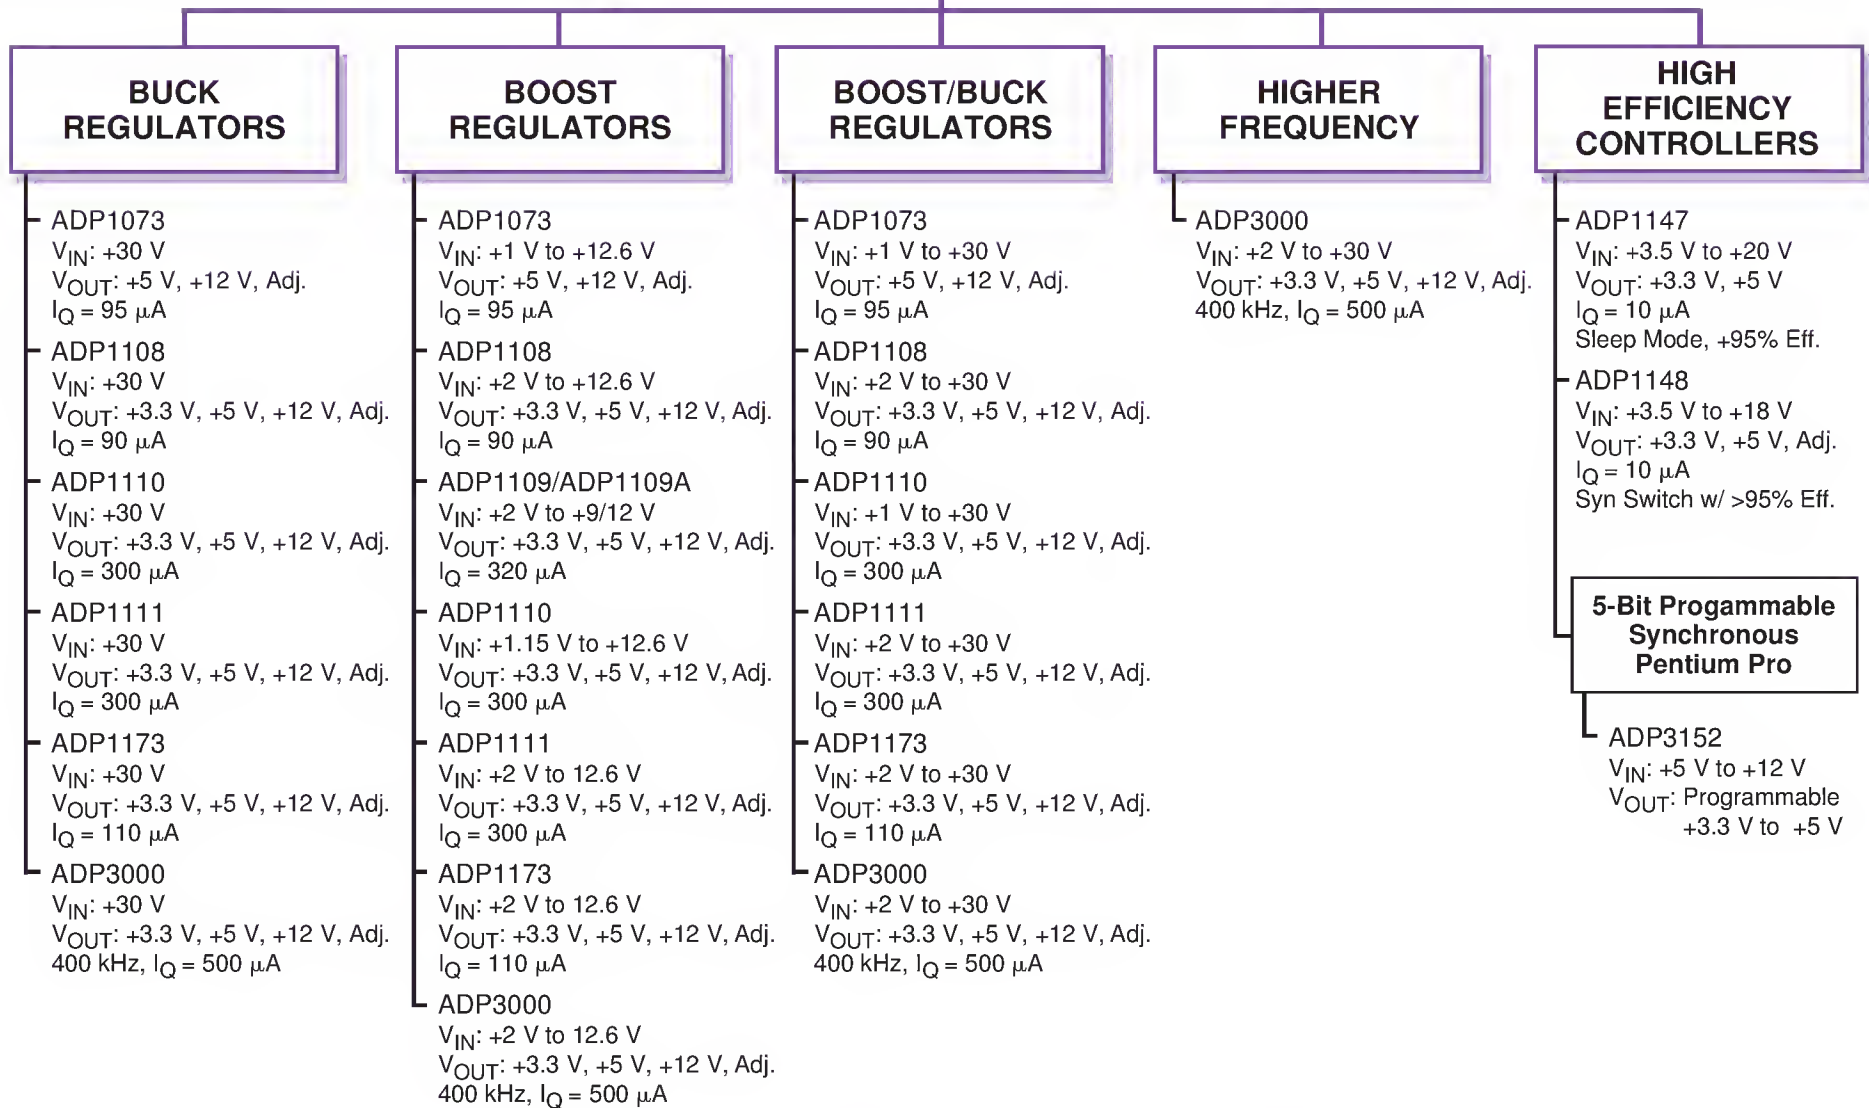 BUCK
REGULATORS
ADP1073
VIN: +30 V
VOUT: +5 V, +12 V, Adj.
IQ = 95 µA
ADP1108
VIN: +30 V
VOUT: +3.3 V, +5 V, +12 V, Adj.
IQ = 90 µA
ADP1110
VIN: +30 V
VOUT: +3.3 V, +5 V, +12 V, Adj.
IQ = 300 µA
ADP1111
VIN: +30 V
VOUT: +3.3 V, +5 V, +12 V, Adj.
IQ = 300 µA
ADP1173
VIN: +30 V
VOUT: +3.3 V, +5 V, +12 V, Adj.
IQ = 110 µA
ADP3000
VIN: +30 V
VOUT: +3.3 V, +5 V, +12 V, Adj.
400 kHz, IQ = 500 µA
BOOST
REGULATORS
ADP1073
VIN: +1 V to +12.6 V
VOUT: +5 V, +12 V, Adj.
IQ = 95 µA
ADP1108
VIN: +2 V to +12.6 V
VOUT: +3.3 V, +5 V, +12 V, Adj.
IQ = 90 µA
ADP1109/ADP1109A
VIN: +2 V to +9/12 V
VOUT: +3.3 V, +5 V, +12 V, Adj.
IQ = 320 µA
ADP1110
VIN: +1.15 V to +12.6 V
VOUT: +3.3 V, +5 V, +12 V, Adj.
IQ = 300 µA
ADP1111
VIN: +2 V to 12.6 V
VOUT: +3.3 V, +5 V, +12 V, Adj.
IQ = 300 µA
ADP1173
VIN: +2 V to 12.6 V
VOUT: +3.3 V, +5 V, +12 V, Adj.
IQ = 110 µA
ADP3000
VIN: +2 V to 12.6 V
VOUT: +3.3 V, +5 V, +12 V, Adj.
400 kHz, IQ = 500 µA
BOOST/BUCK
REGULATORS
ADP1073
VIN: +1 V to +30 V
VOUT: +5 V, +12 V, Adj.
IQ = 95 µA
ADP1108
VIN: +2 V to +30 V
VOUT: +3.3 V, +5 V, +12 V, Adj.
IQ = 90 µA
ADP1110
VIN: +1 V to +30 V
VOUT: +3.3 V, +5 V, +12 V, Adj.
IQ = 300 µA
ADP1111
VIN: +2 V to +30 V
VOUT: +3.3 V, +5 V, +12 V, Adj.
IQ = 300 µA
ADP1173
VIN: +2 V to +30 V
VOUT: +3.3 V, +5 V, +12 V, Adj.
IQ = 110 µA
ADP3000
VIN: +2 V to +30 V
VOUT: +3.3 V, +5 V, +12 V, Adj.
400 kHz, IQ = 500 µA
HIGHER
FREQUENCY
ADP3000
VIN: +2 V to +30 V
VOUT: +3.3 V, +5 V, +12 V, Adj.
400 kHz, IQ = 500 µA
HIGH
EFFICIENCY
CONTROLLERS
ADP1147
VIN: +3.5 V to +20 V
VOUT: +3.3 V, +5 V
IQ = 10 µA
Sleep Mode, +95% Eff.
ADP1148
VIN: +3.5 V to +18 V
VOUT: +3.3 V, +5 V, Adj.
IQ = 10 µA
Syn Switch w/ >95% Eff.
5-Bit Progammable
Synchronous
Pentium Pro
ADP3152
VIN: +5 V to +12 V
VOUT: Programmable
+3.3 V to +5 V